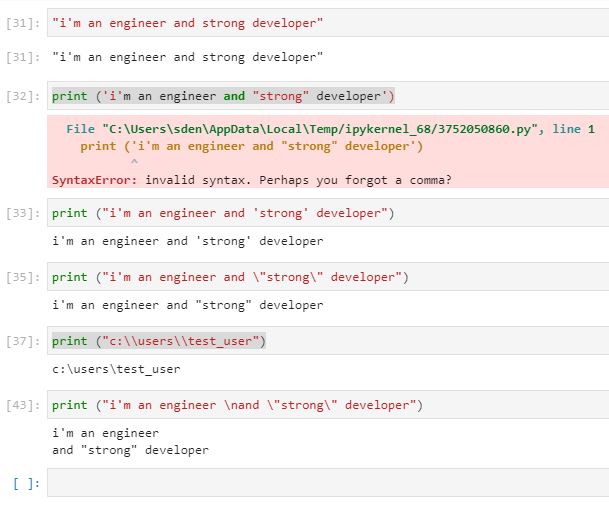 [31]: "i'm an engineer and strong developer"
[31]: "i'm an engineer and strong developer"
[32]: print ('i'm an engineer and "strong" developer')
File "C:\Users\sden\AppData\Local\Temp/ipykernel_68/3752050860.py", line 1
print ('i'm an engineer and "strong" developer')
^
SyntaxError: invalid syntax. Perhaps you forgot a comma?
[33]: print ("i'm an engineer and 'strong' developer")
i'm an engineer and 'strong' developer
[35]: print ("i'm an engineer and \"strong\" developer")
i'm an engineer and "strong" developer
[37]: print ("c:\\users\\test_user")
c:\users\test_user
[43]: print ("i'm an engineer \nand \"strong\" developer")
i'm an engineer
and "strong" developer
[ ]: